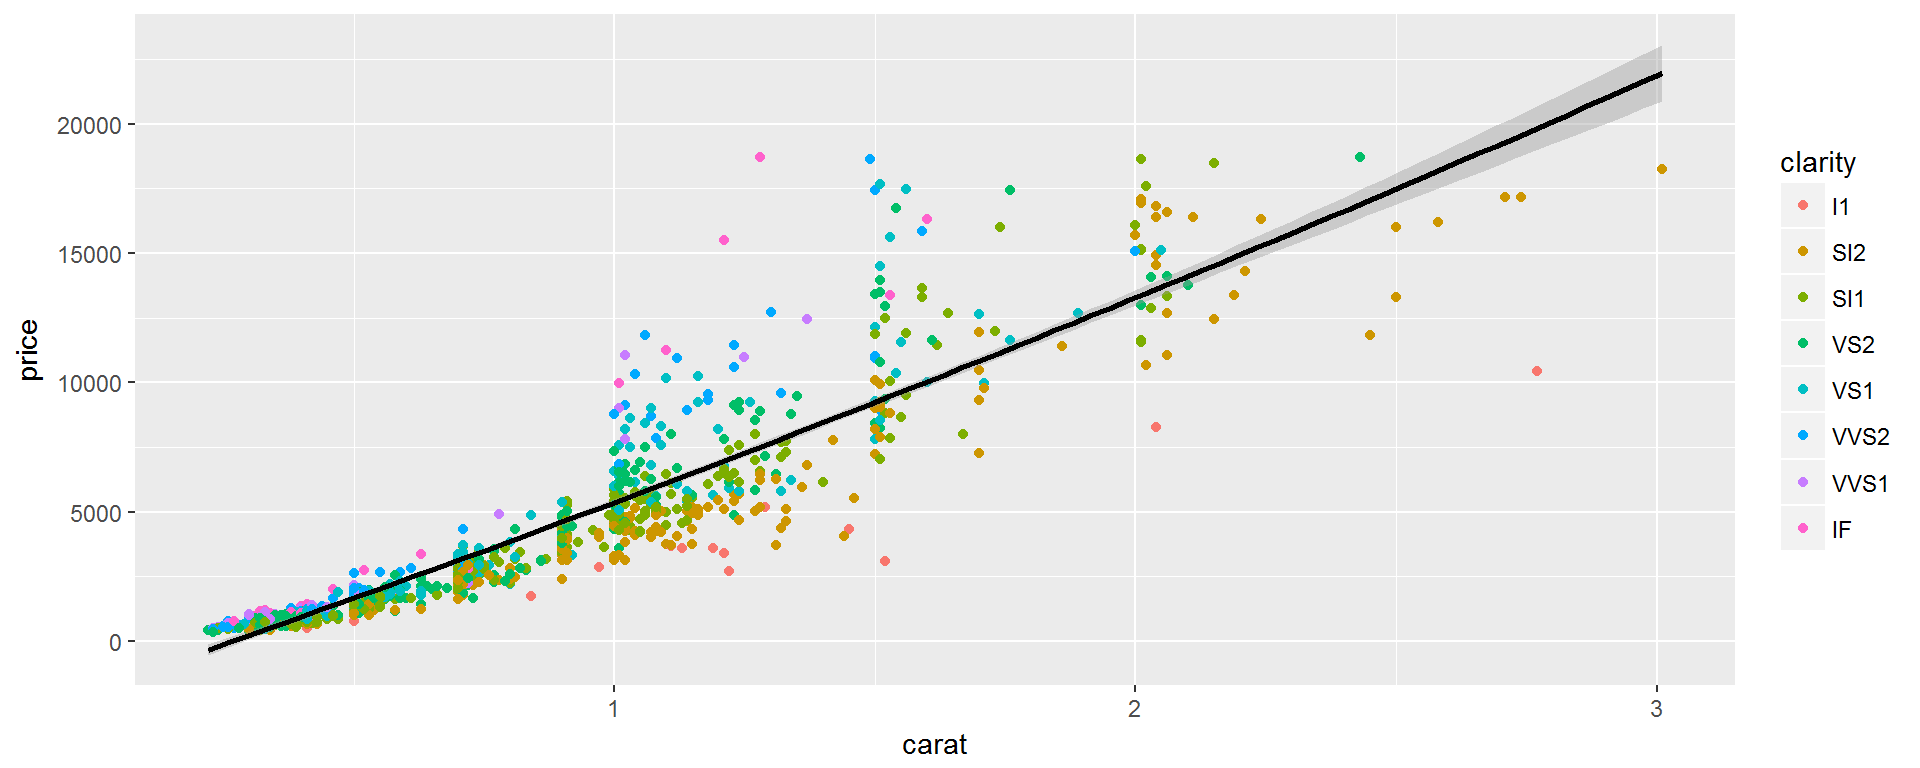 price
20000
15000
10000
5000
0
1
2
3
carat
clarity
I1
SI2
SI1
VS2
VS1
VVS2
VVS1
IF